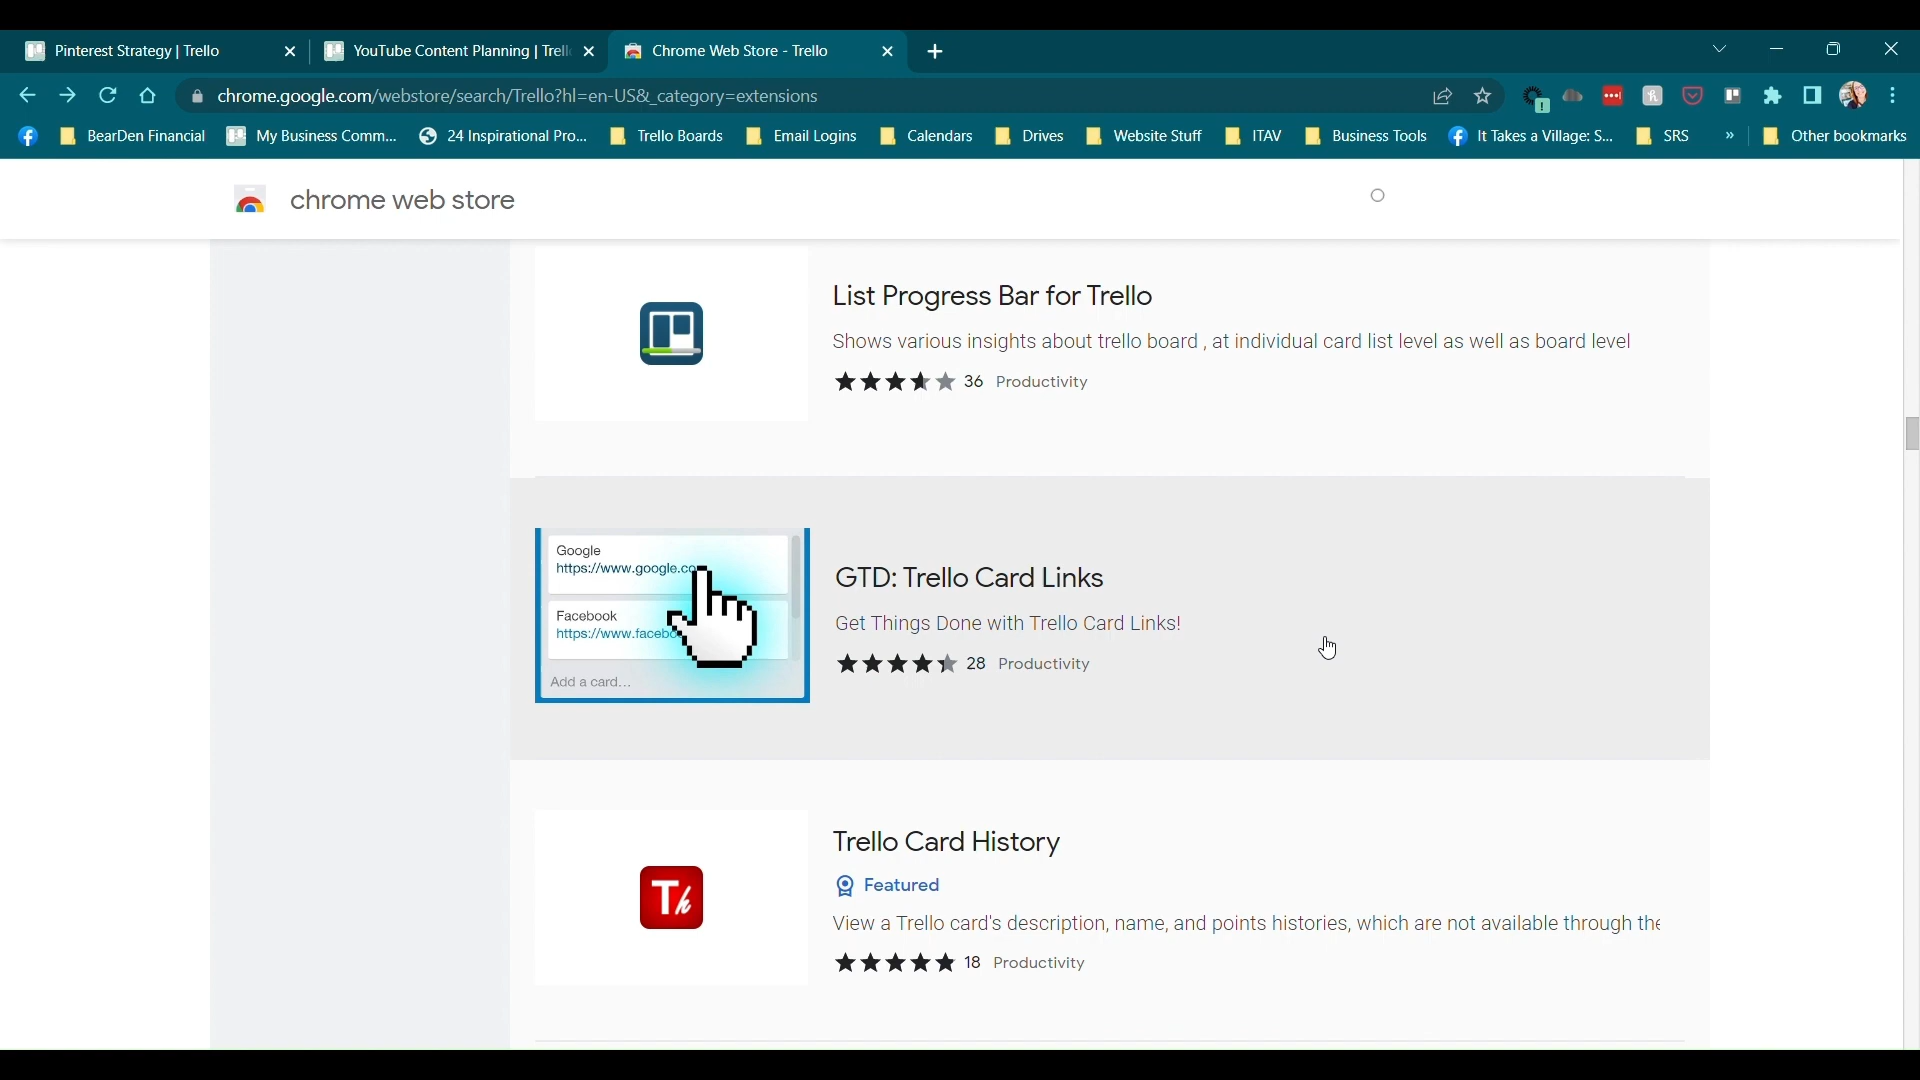 Pinterest Strategy | Trello
YouTube Content Planning | Trell
Chrome Web Store - Trello
chrome.google.com/webstore/search/Trello?hl=en-US&_category=extensions
BearDen Financial
My Business Comm...
24 Inspirational Pro...
Trello Boards
Email Logins
Calendars
Drives
Website Stuff
ITAV
Business Tools
It Takes a Village: S...
SRS
»
Other bookmarks
chrome web store
List Progress Bar for Trello
Shows various insights about trello board , at individual card list level as well as board level
36 Productivity
Google
https://www.google.co
Facebook
https://www.facebo
Add a card...
GTD: Trello Card Links
Get Things Done with Trello Card Links!
28 Productivity
Th
Trello Card History
Featured
View a Trello card's description, name, and points histories, which are not available through the
18 Productivity